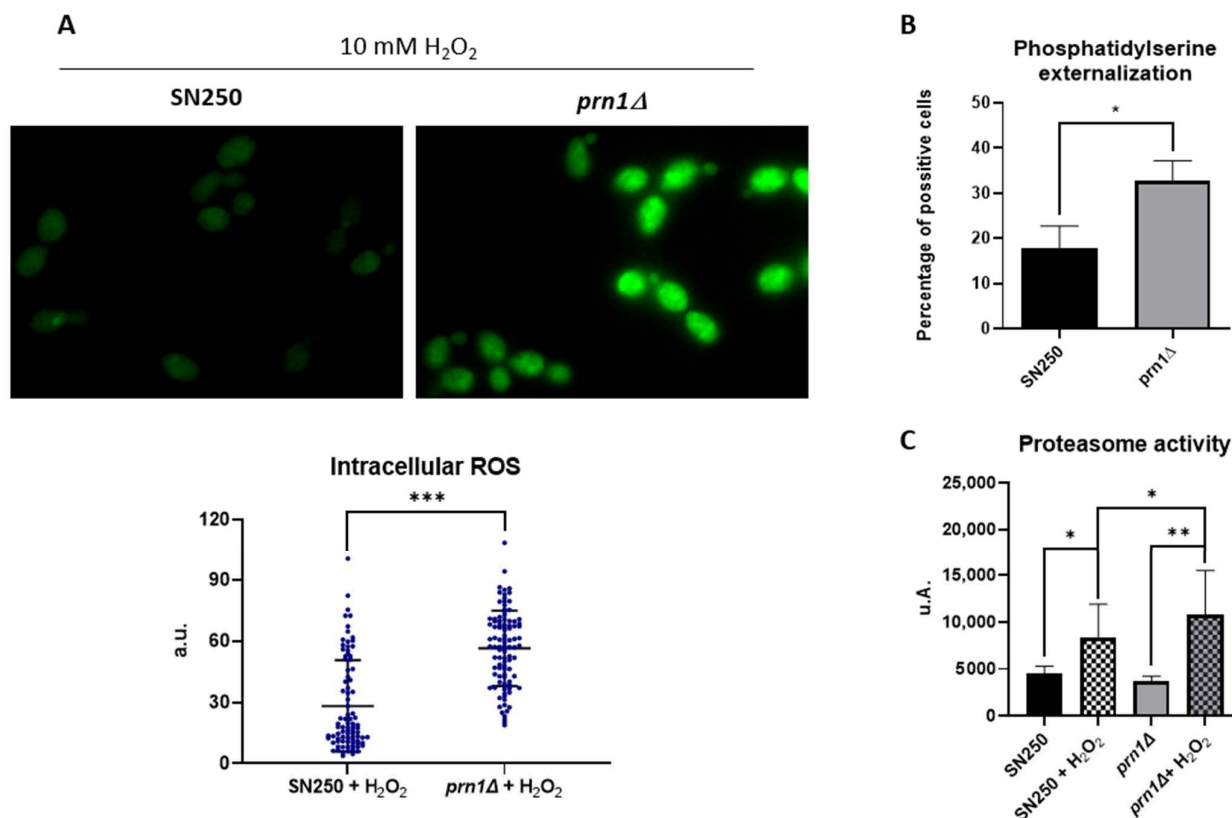 A
10 mM H₂O₂
SN250
prn1Δ
Intracellular ROS
***
120
90
60
30
0
a.u.
SN250 + H₂O₂
prn1Δ + H₂O₂
B
Phosphatidylserine
externalization
*
50
40
30
20
10
0
Percentage of possitive cells
SN250
prn1Δ
C
Proteasome activity
25,000
20,000
15,000
10,000
5000
0
u.A.
*
*
**
SN250
SN250 + H₂O₂
prn1Δ
prn1Δ+ H₂O₂